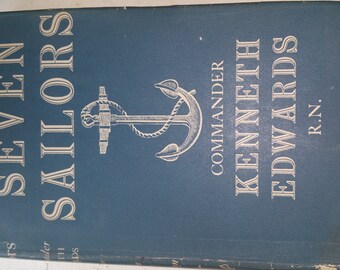 SEVEN
SAILORS
COMMANDER
KENNETH
EDWARDS
R.N.